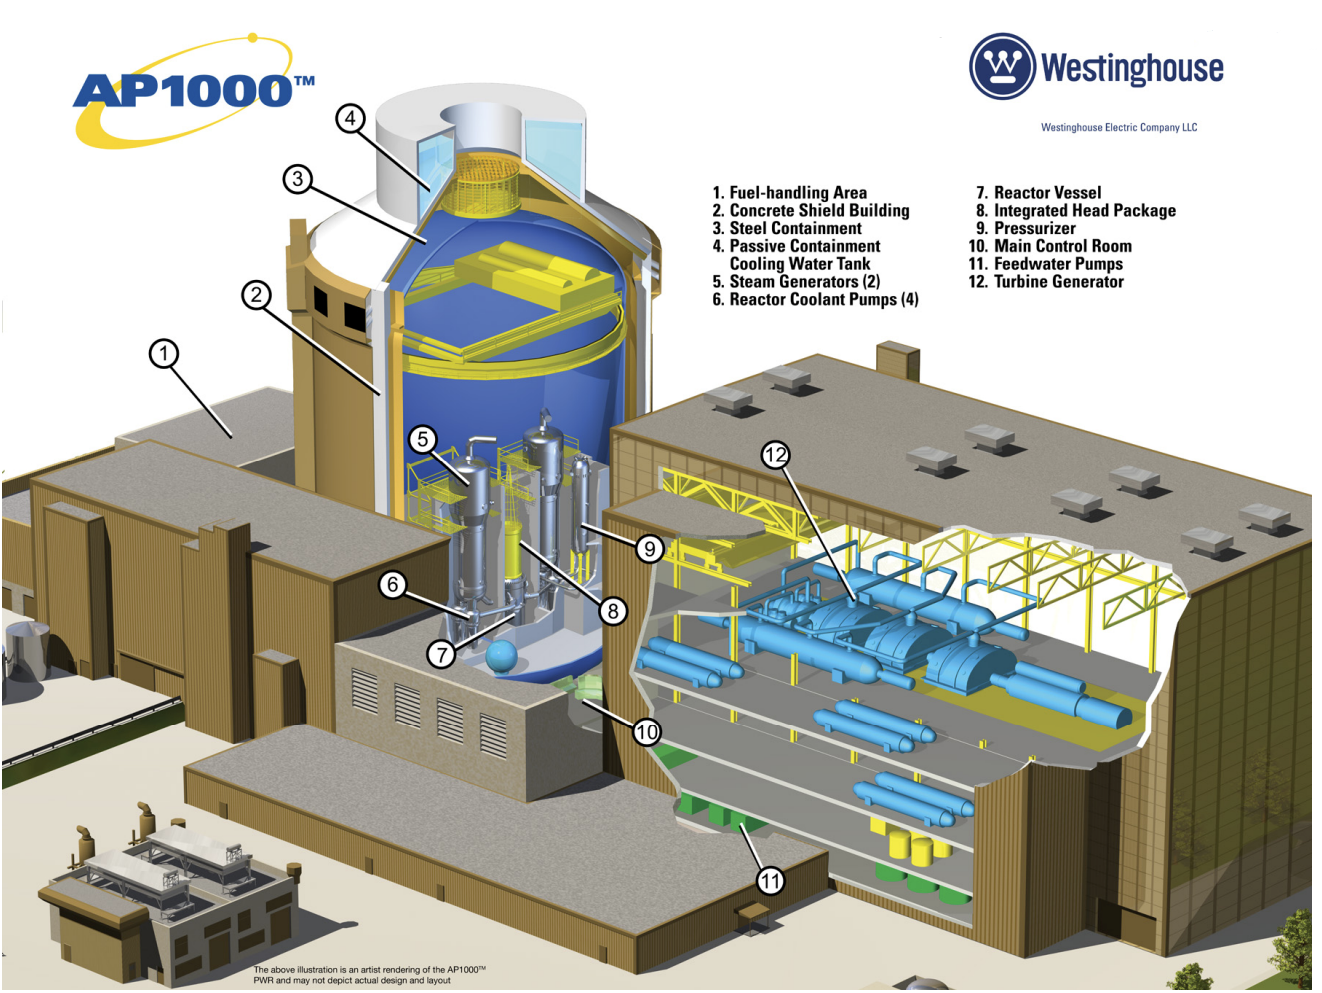 AP1000™
Westinghouse
Westinghouse Electric Company LLC
1. Fuel-handling Area
2. Concrete Shield Building
3. Steel Containment
4. Passive Containment
Cooling Water Tank
5. Steam Generators (2)
6. Reactor Coolant Pumps (4)
7. Reactor Vessel
8. Integrated Head Package
9. Pressurizer
10. Main Control Room
11. Feedwater Pumps
12. Turbine Generator
4
3
2
1
5
12
9
6
8
7
10
11
The above illustration is an artist rendering of the AP1000™
PWR and may not depict actual design and layout